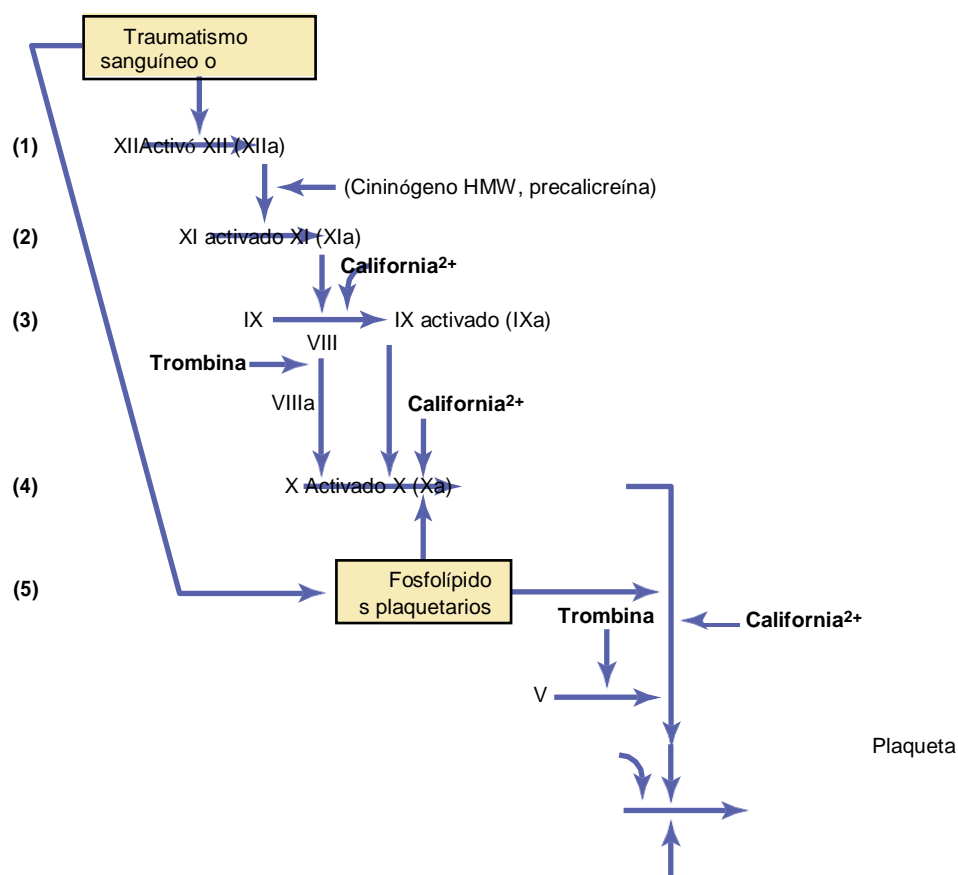 Traumatismo
sanguíneo o
(1)
XIIActivó XII (XIIa)
(Cininógeno HMW, precalicreína)
(2)
XI activado XI (XIa)
California2+
(3)
IX
IX activado (IXa)
VIII
Trombina
VIIIa
California2+
(4)
X Activado X (Xa)
(5)
Fosfolípido
s plaquetarios
Trombina
California2+
V
Plaqueta